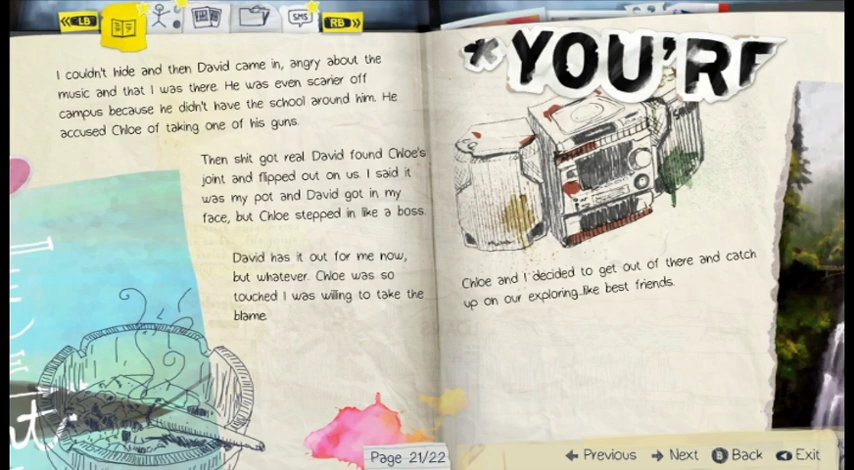 LB
SMS
RB
I couldn't hide and then David came in, angry about the
music and that I was there. He was even scarier off
campus because he didn't have the school around him. He
accused Chloe of taking one of his guns.
Then shit got real. David found Chloe's
joint and flipped out on us. I said it
was my pot and David got in my
face, but Chloe stepped in like a boss.
David has it out for me now,
but whatever. Chloe was so
touched I was willing to take the
blame.
*YOU'RE
Chloe and I decided to get out of there and catch
up on our exploring...like best friends.
Page 21/22
Previous
Next
B Back
Exit